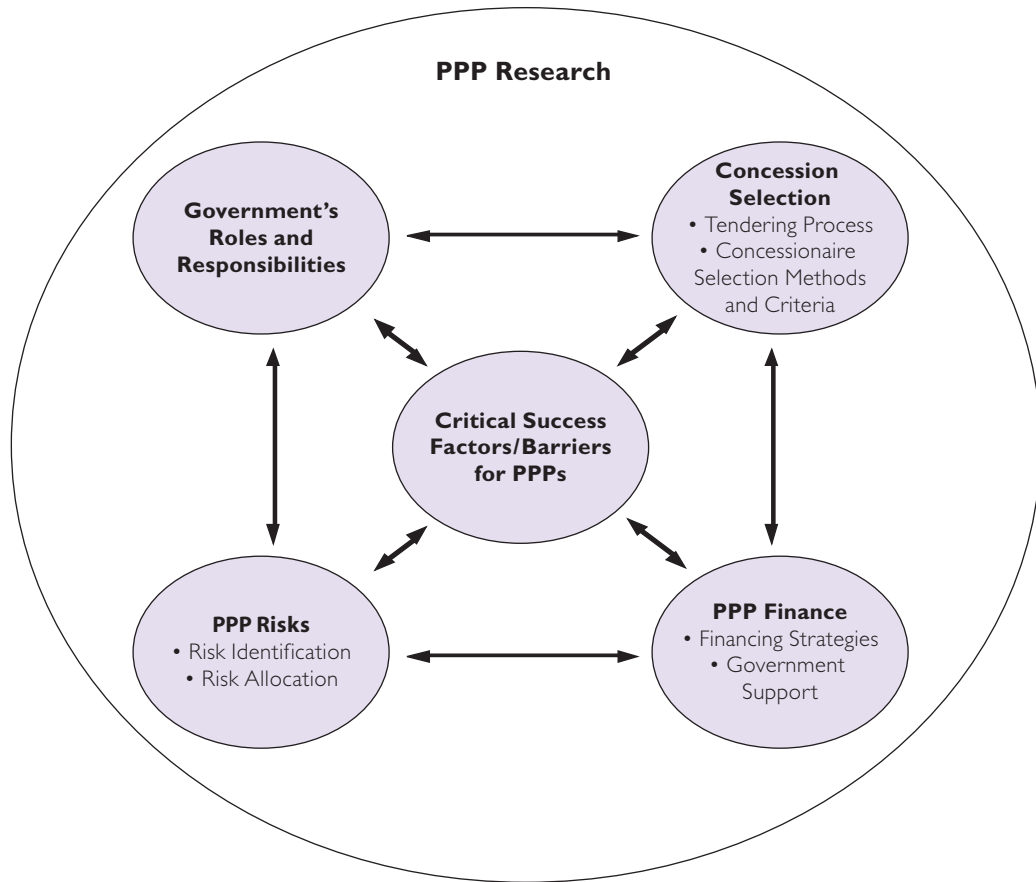 PPP Research
Government’s
Roles and
Responsibilities
Concession
Selection
• Tendering Process
• Concessionaire
Selection Methods
and Criteria
Critical Success
Factors/Barriers
for PPPs
PPP Risks
• Risk Identification
• Risk Allocation
PPP Finance
• Financing Strategies
• Government
Support